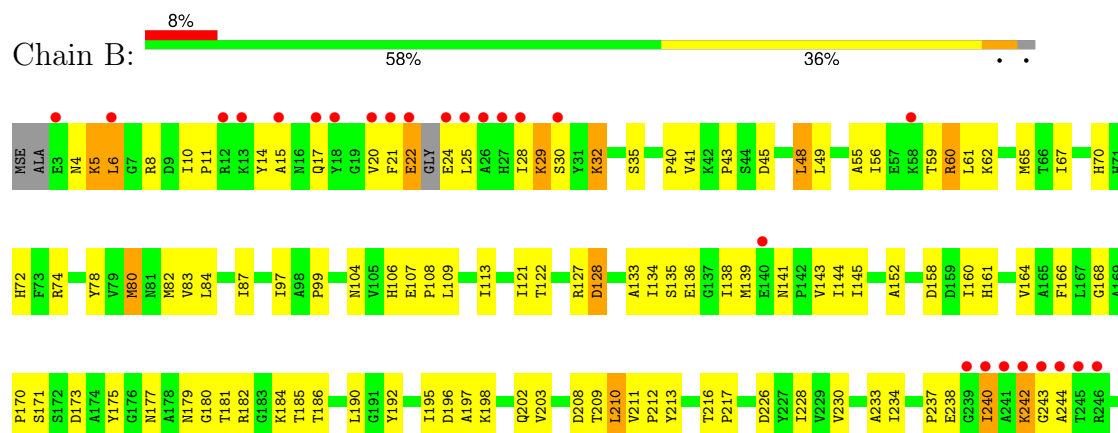 8%
Chain B:
58% 36% • •
MSE ALA E3 N4 K5 L6 G7 R8 D9 I10 P11 R12 K13 Y14 A15 N16 Q17 Y18 G19 V20 F21 E22 GLY E24 L25 A26 H27 I28 K29 S30 Y31 K32 S35 P40 V41 K42 P43 S44 D45 L48 L49 A55 I56 E57 K58 T59 R60 L61 K62 M65 T66 I67 H70 H71
H72 F73 R74 Y78 V79 M80 N81 M82 V83 L84 I87 I97 A98 P99 N104 V105 H106 E107 P108 L109 I113 I121 T122 R127 D128 A133 I134 S135 E136 G137 I138 M139 E140 N141 P142 V143 I144 I145 A152 D158 D159 I160 H161 V164 A165 F166 L167 G168 A169
P170 S171 S172 D173 A174 Y175 G176 N177 A178 N179 G180 T181 R182 G183 K184 T185 T186 L190 G191 Y192 I195 D196 A197 K198 Q202 V203 D208 T209 L210 V211 P212 Y213 T216 P217 D226 Y227 I228 V229 V230 A233 I234 P237 E238 G239 I240 A241 K242 G243 A244 T245 R246